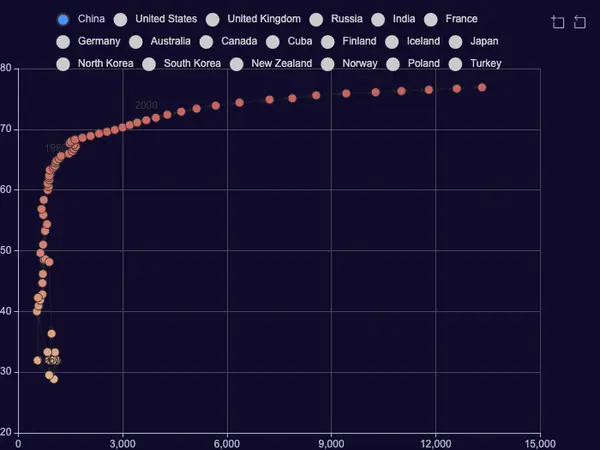 China United States United Kingdom Russia India France
Germany Australia Canada Cuba Finland Iceland Japan
North Korea South Korea New Zealand Norway Poland Turkey
80
2000
70
1980
60
50
40
30
20
0 3,000 6,000 9,000 12,000 15,000